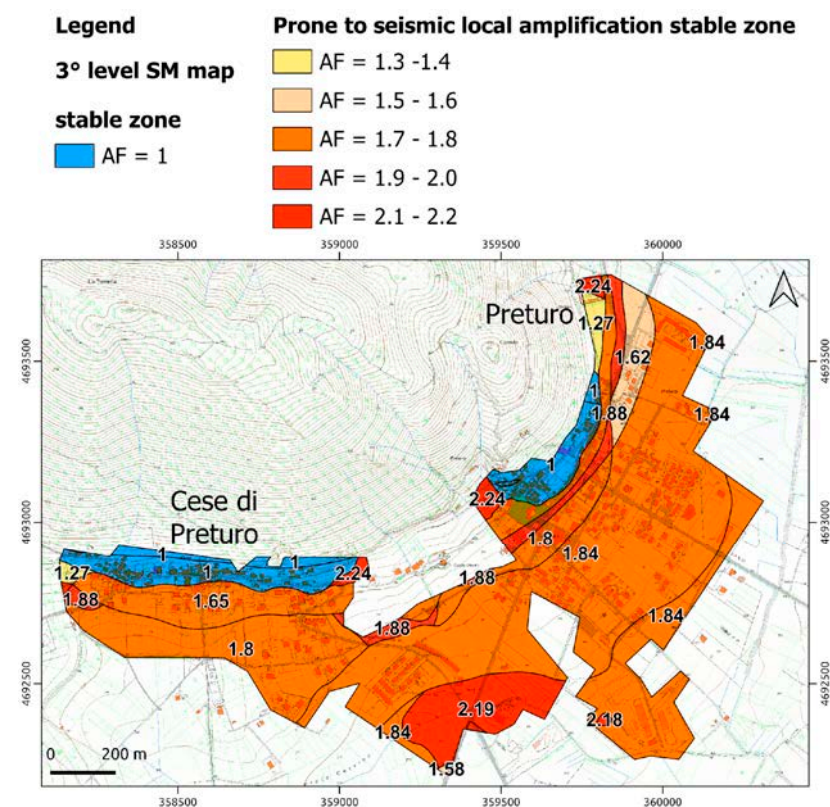 Legend
3° level SM map
stable zone
AF = 1
Prone to seismic local amplification stable zone
AF = 1.3 -1.4
AF = 1.5 - 1.6
AF = 1.7 - 1.8
AF = 1.9 - 2.0
AF = 2.1 - 2.2
358500 359000 359500 360000
4693500 4693500
4693000 4693000
4692500 4692500
2.24
Preturo
1.27
1.84
1.62
1
1.88
1.84
1
2.24
Cese di
Preturo
1.8
1.84
1 1
1.27 1 2.24
1.88
1.88 1.65
1.84
1.88
1.8
2.19
2.18
1.84
1.58
0 200 m
358500 359000 359500 360000